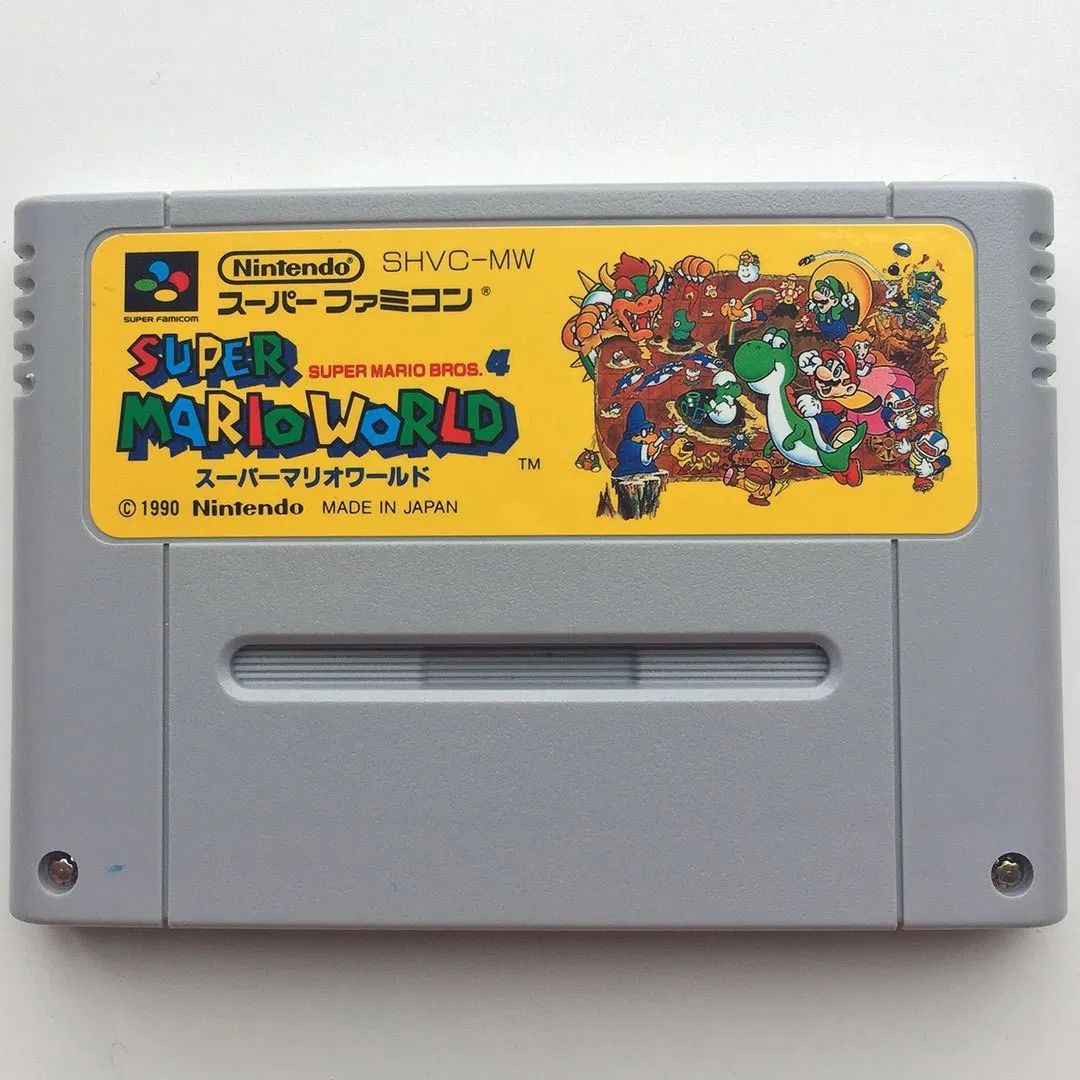 Nintendo® SHVC-MW
スーパーファミコン®
SUPER FAMICOM
SUPER SUPER MARIO BROS. 4
MARIO WORLD ™
スーパーマリオワールド
© 1990 Nintendo MADE IN JAPAN